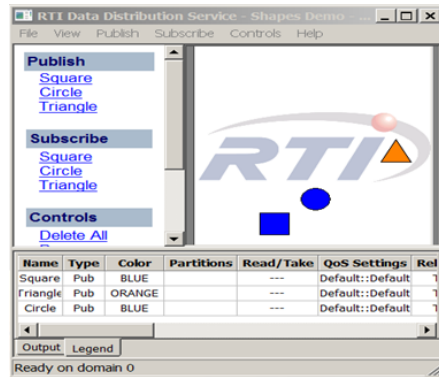 RTI Data Distribution Service - Shapes Demo - ...
File View Publish Subscribe Controls Help
Publish
Square
Circle
Triangle
Subscribe
Square
Circle
Triangle
Controls
Delete All
RTI
Name Type Color Partitions Read/Take QoS Settings Rel
Square Pub BLUE --- Default::Default T
Triangle Pub ORANGE --- Default::Default T
Circle Pub BLUE --- Default::Default T
Output Legend
Ready on domain 0